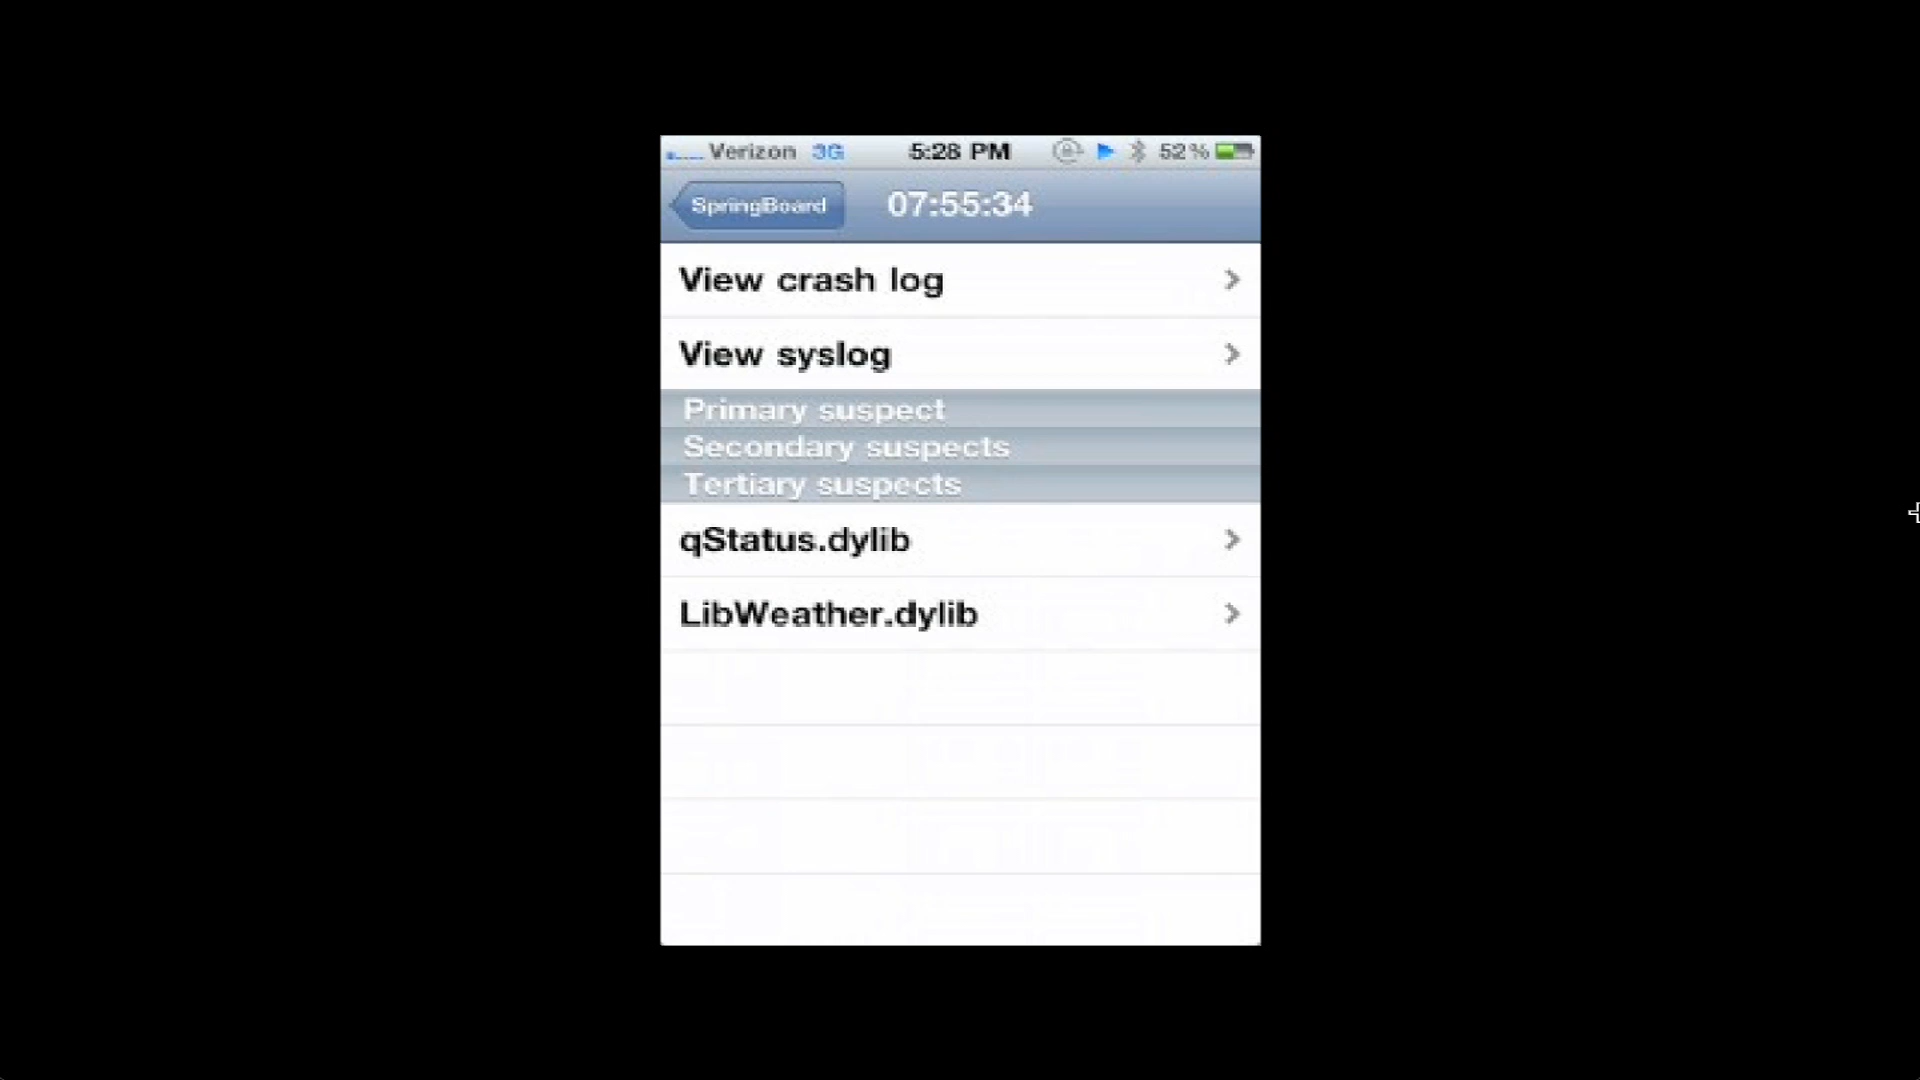 Verizon 3G 5:28 PM 52%
SpringBoard 07:55:34
View crash log
View syslog
Primary suspect
Secondary suspects
Tertiary suspects
qStatus.dylib
LibWeather.dylib